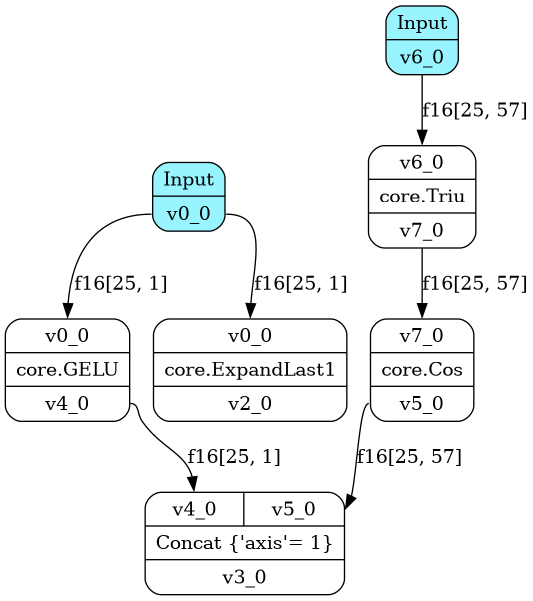 Input
v6_0
f16[25, 57]
v6_0
core.Triu
v7_0
Input
v0_0
f16[25, 1]
f16[25, 1]
f16[25, 57]
v0_0
core.GELU
v4_0
v0_0
core.ExpandLast1
v2_0
v7_0
core.Cos
v5_0
f16[25, 1]
f16[25, 57]
v4_0 v5_0
Concat {'axis'= 1}
v3_0